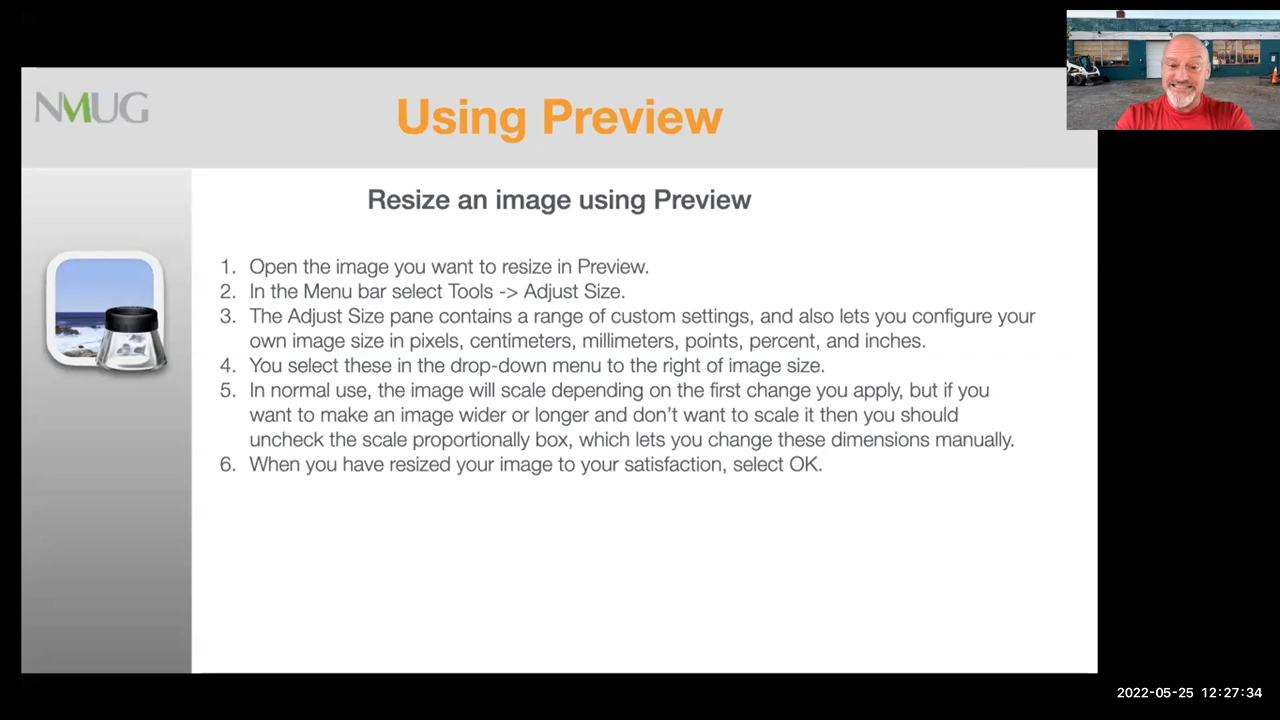 NMUG
Using Preview
Resize an image using Preview
1. Open the image you want to resize in Preview.
2. In the Menu bar select Tools -> Adjust Size.
3. The Adjust Size pane contains a range of custom settings, and also lets you configure your
own image size in pixels, centimeters, millimeters, points, percent, and inches.
4. You select these in the drop-down menu to the right of image size.
5. In normal use, the image will scale depending on the first change you apply, but if you
want to make an image wider or longer and don’t want to scale it then you should
uncheck the scale proportionally box, which lets you change these dimensions manually.
6. When you have resized your image to your satisfaction, select OK.
2022-05-25 12:27:34